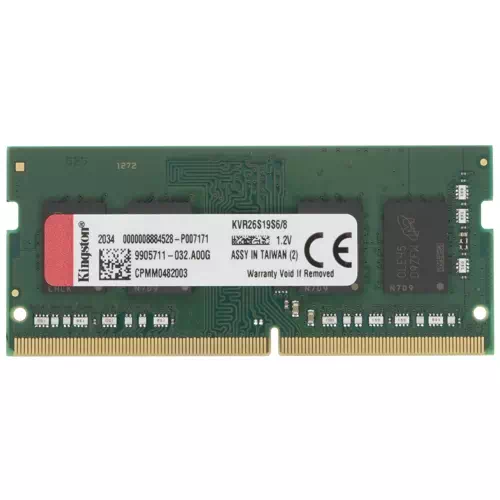 1272
Kingston
2034 0000008884528-P007171
9905711-032.A00G
CPMM0482003
KVR26S19S6/8
1.2V
ASSY IN TAIWAN (2)
Warranty Void If Removed
N7D9